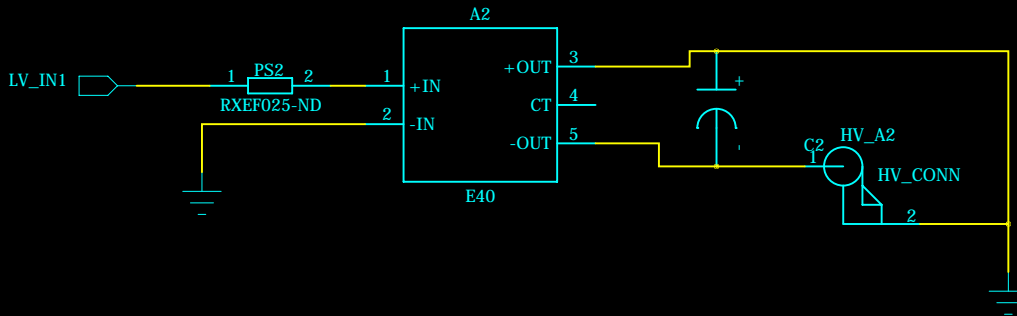 A2
LV_IN1
1 PS2 2
RXEF025-ND
1 +IN
2 -IN
+OUT 3
CT 4
-OUT 5
E40
+
-
C2
1
HV_A2
HV_CONN
2